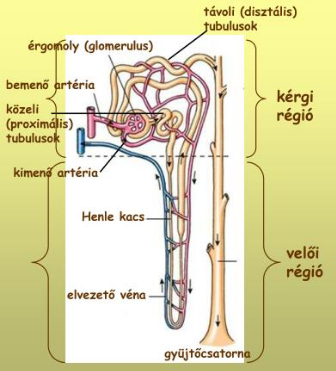 távoli (disztális)
tubulusok
érgomoly (glomerulus)
bemenő artéria
közeli
(proximális)
tubulusok
kimenő artéria
kérgi
régió
Henle kacs
velői
régió
elvezető véna
gyűjtőcsatorna